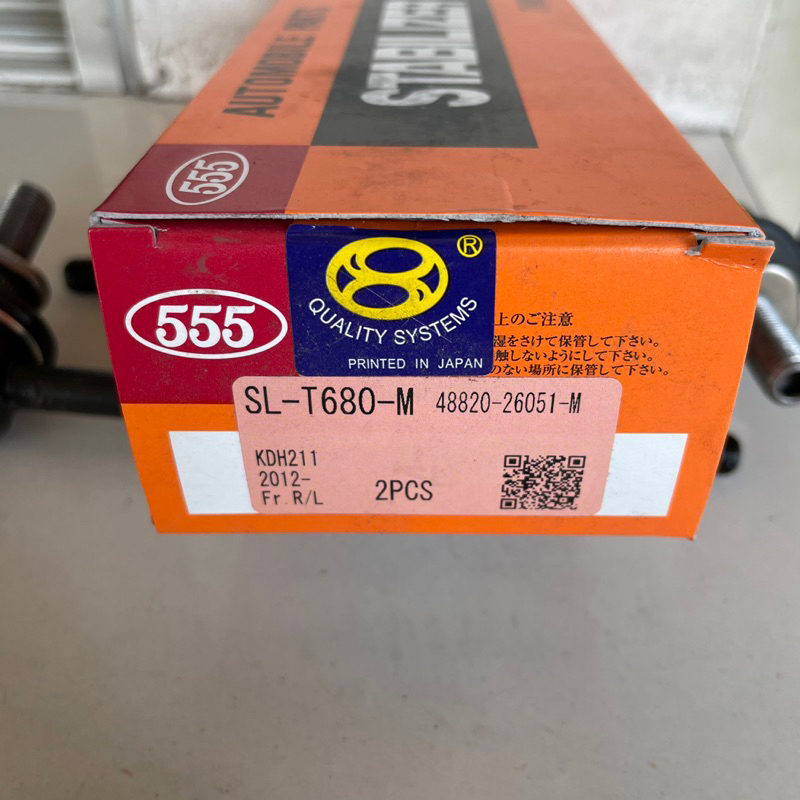 AUTOMOBILE PARTS
STABILIZER
555
555
®
QUALITY SYSTEMS
PRINTED IN JAPAN
上のご注意
湿をさけて保管して下さい。
触しないようにして下さい。
のない場所に保管して下さい。
SL-T680-M 48820-26051-M
KDH211
2012-
Fr.R/L 2PCS